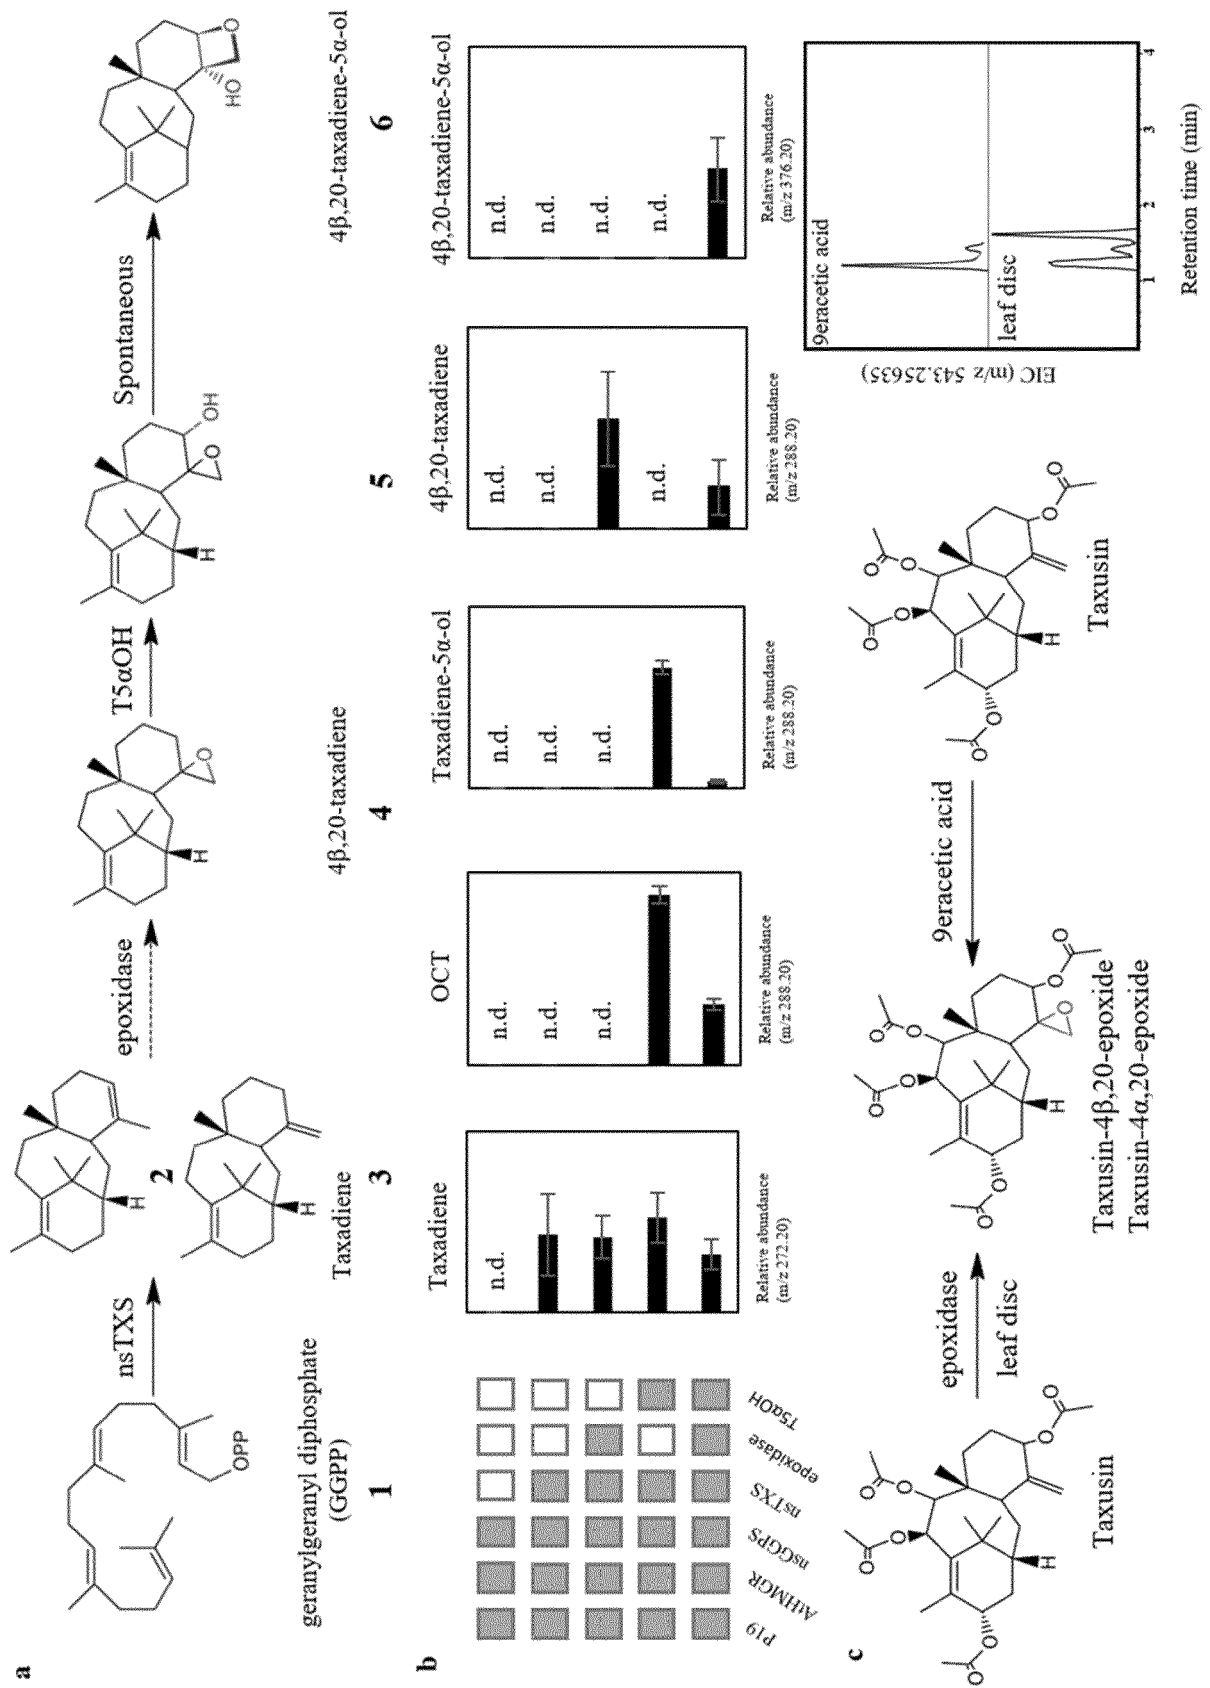 a
nsTXS
epoxidase
T5αOH
Spontaneous
OPP
H
H
H
O
H
O
OH
HO
O
2
geranylgeranyl diphosphate
(GGPP)
Taxadiene
4β,20-taxadiene
4β,20-taxadiene-5α-ol
1
3
4
5
6
b
Taxadiene
OCT
Taxadiene-5α-ol
4β,20-taxadiene
4β,20-taxadiene-5α-ol
n.d.
n.d.
n.d.
n.d.
n.d.
n.d.
n.d.
n.d.
n.d.
n.d.
n.d.
n.d.
n.d.
n.d.
P19
AtHMGR
nsGGPS
nsTXS
epoxidase
T5αOH
Relative abundance
(m/z 272.20)
Relative abundance
(m/z 288.20)
Relative abundance
(m/z 288.20)
Relative abundance
(m/z 288.20)
Relative abundance
(m/z 376.20)
c
O
O
O
O
O
O
O
O
H
Taxusin
epoxidase
leaf disc
O
O
O
O
O
O
O
O
O
H
Taxusin-4β,20-epoxide
Taxusin-4α,20-epoxide
9eracetic acid
O
O
O
O
O
O
O
O
H
Taxusin
EIC (m/z 543.25635)
9eracetic acid
leaf disc
1
2
3
4
Retention time (min)